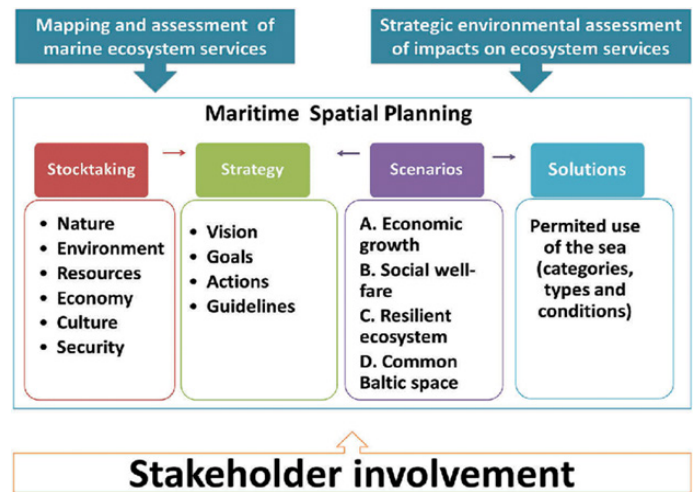 Mapping and assessment of
marine ecosystem services
Strategic environmental assessment
of impacts on ecosystem services
Maritime Spatial Planning
Stocktaking
Strategy
Scenarios
Solutions
• Nature
• Environment
• Resources
• Economy
• Culture
• Security
• Vision
• Goals
• Actions
• Guidelines
A. Economic
growth
B. Social well-
fare
C. Resilient
ecosystem
D. Common
Baltic space
Permited use
of the sea
(categories,
types and
conditions)
Stakeholder involvement